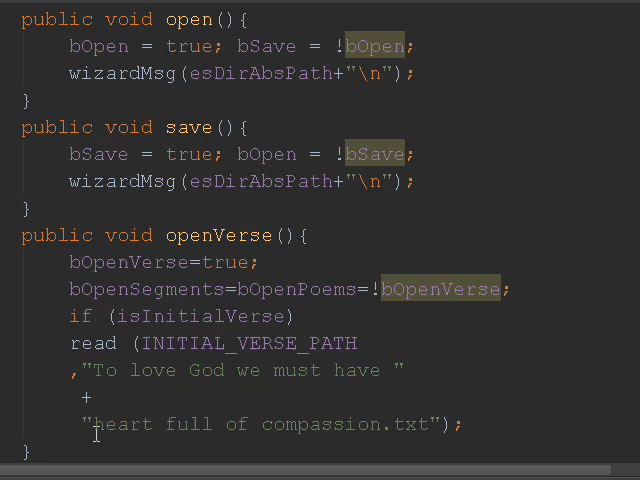 public void open(){
bOpen = true; bSave = !bOpen;
wizardMsg(esDirAbsPath+"\n");
}
public void save(){
bSave = true; bOpen = !bSave;
wizardMsg(esDirAbsPath+"\n");
}
public void openVerse(){
bOpenVerse=true;
bOpenSegments=bOpenPoems=!bOpenVerse;
if (isInitialVerse)
read (INITIAL_VERSE_PATH
,"To love God we must have "
+
"heart full of compassion.txt");
}